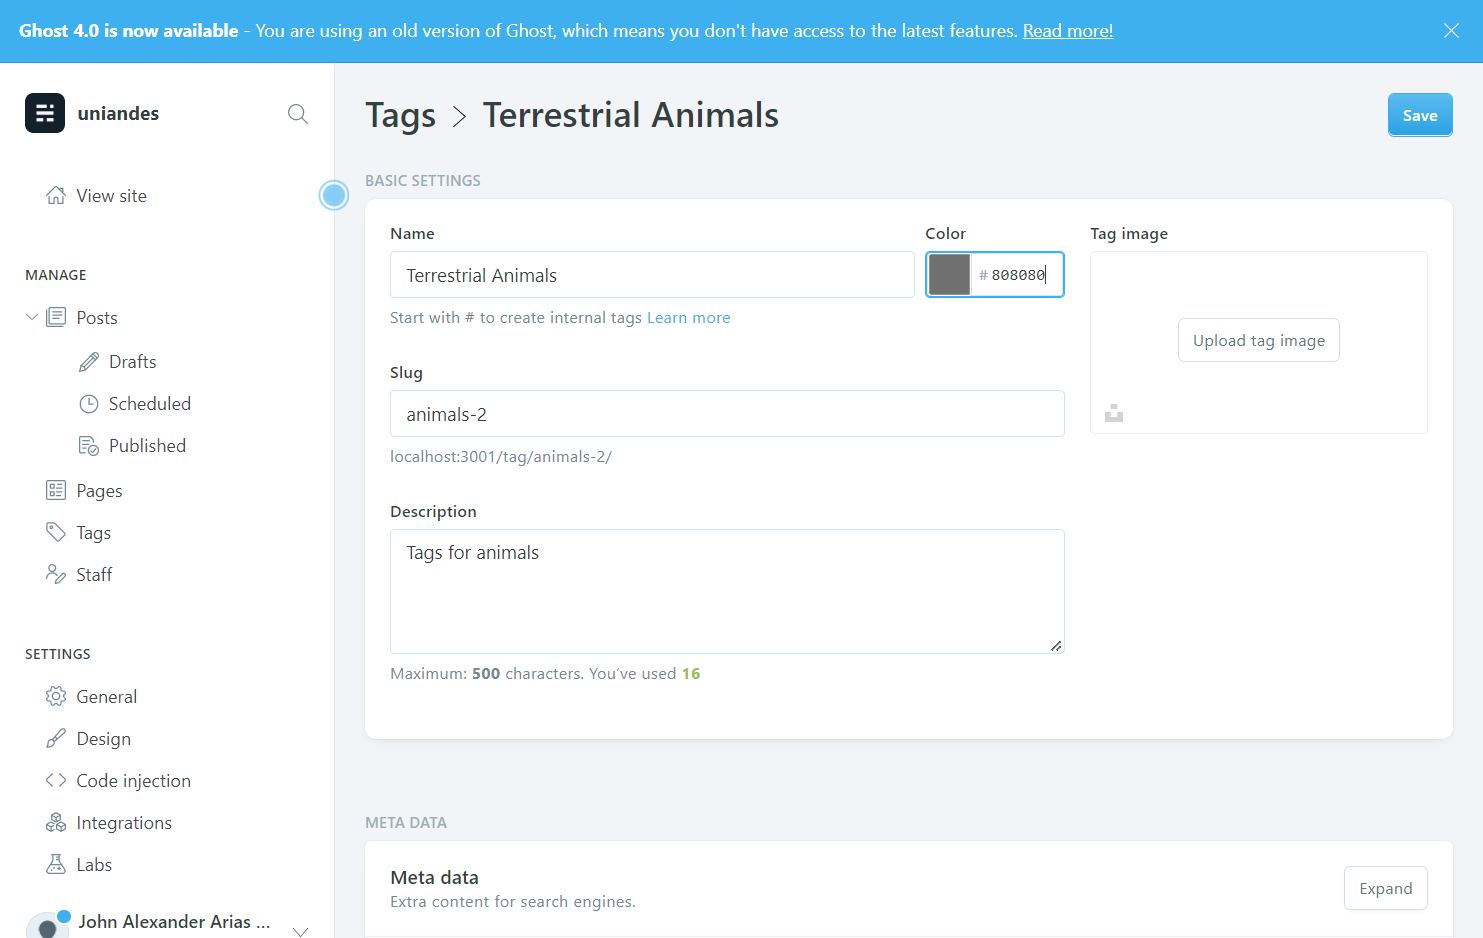 Ghost 4.0 is now available - You are using an old version of Ghost, which means you don't have access to the latest features. Read more!
uniandes
View site
MANAGE
Posts
Drafts
Scheduled
Published
Pages
Tags
Staff
SETTINGS
General
Design
Code injection
Integrations
Labs
John Alexander Arias ...
Tags > Terrestrial Animals
Save
BASIC SETTINGS
Name
Terrestrial Animals
Start with # to create internal tags Learn more
Color
# 808080
Tag image
Upload tag image
Slug
animals-2
localhost:3001/tag/animals-2/
Description
Tags for animals
Maximum: 500 characters. You’ve used 16
META DATA
Meta data
Extra content for search engines.
Expand